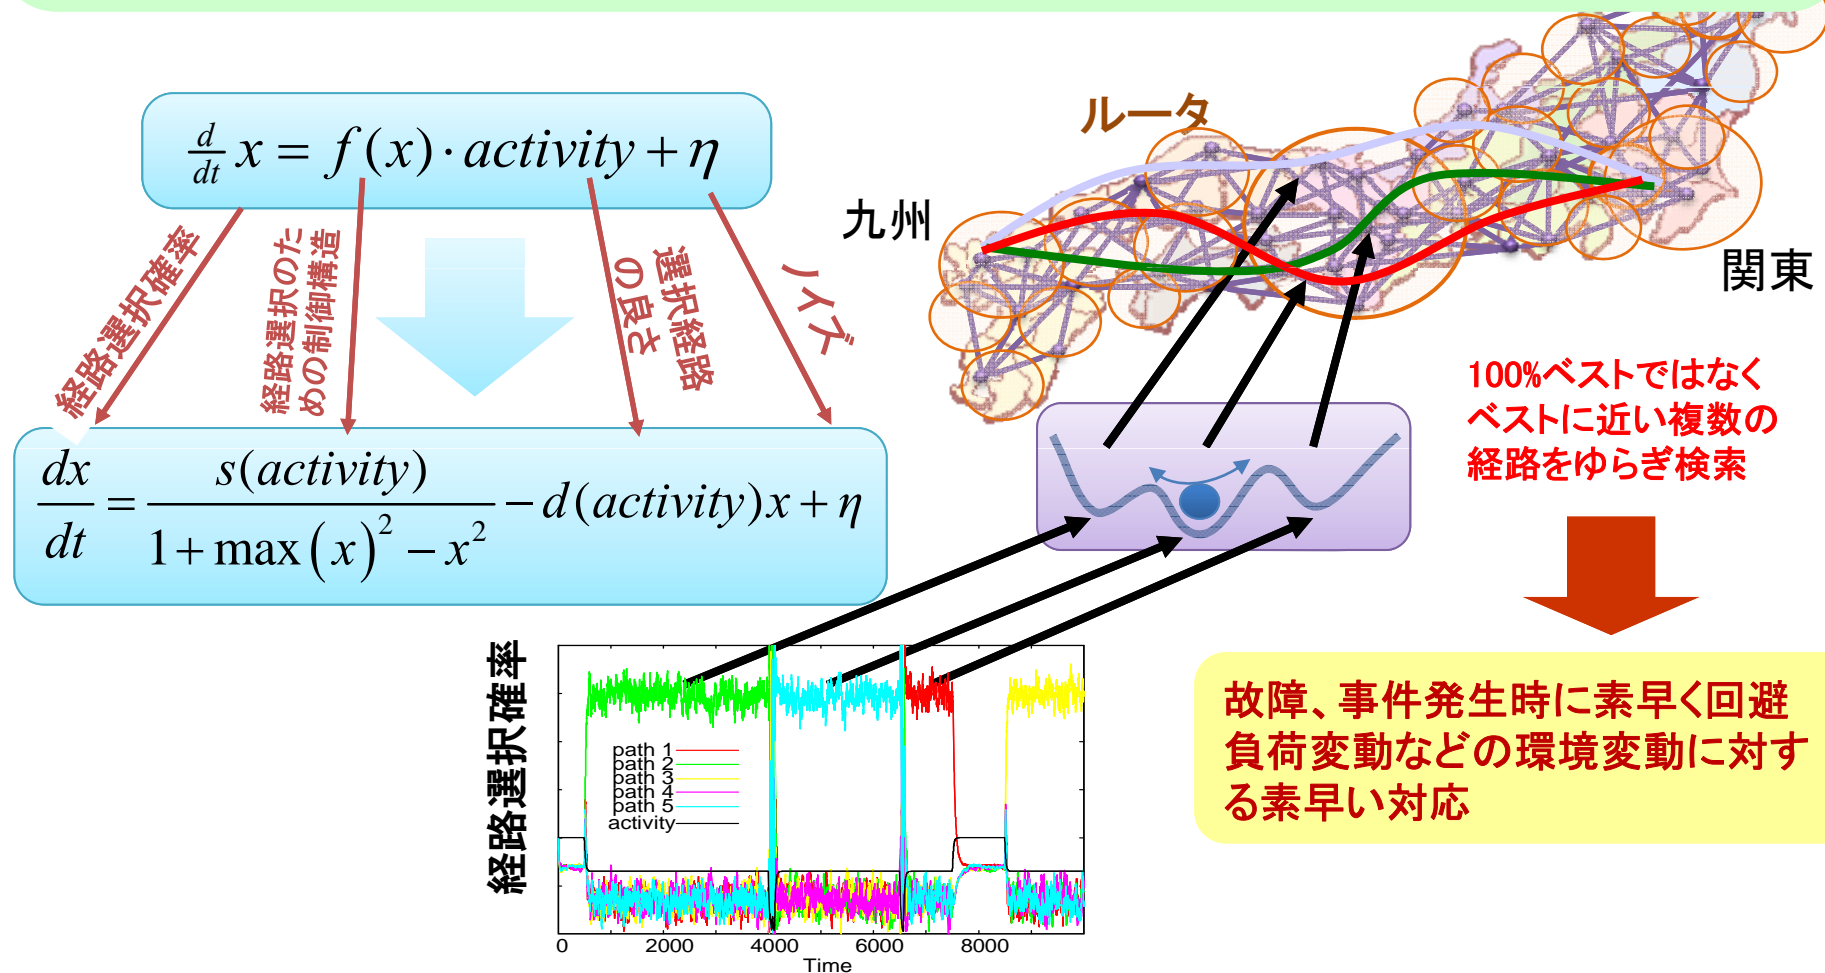 d/dt x = f(x)·activity + η
経路選択確率
経路選択のた
めの制御構造
選択経路
の良さ
ノイズ
dx/dt = s(activity)/(1 + max(x)² − x²) − d(activity)x + η
ルータ
九州
関東
100%ベストではなく
ベストに近い複数の
経路をゆらぎ検索
故障、事件発生時に素早く回避
負荷変動などの環境変動に対す
る素早い対応
経路選択確率
path 1
path 2
path 3
path 4
path 5
activity
0 2000 4000 6000 8000
Time